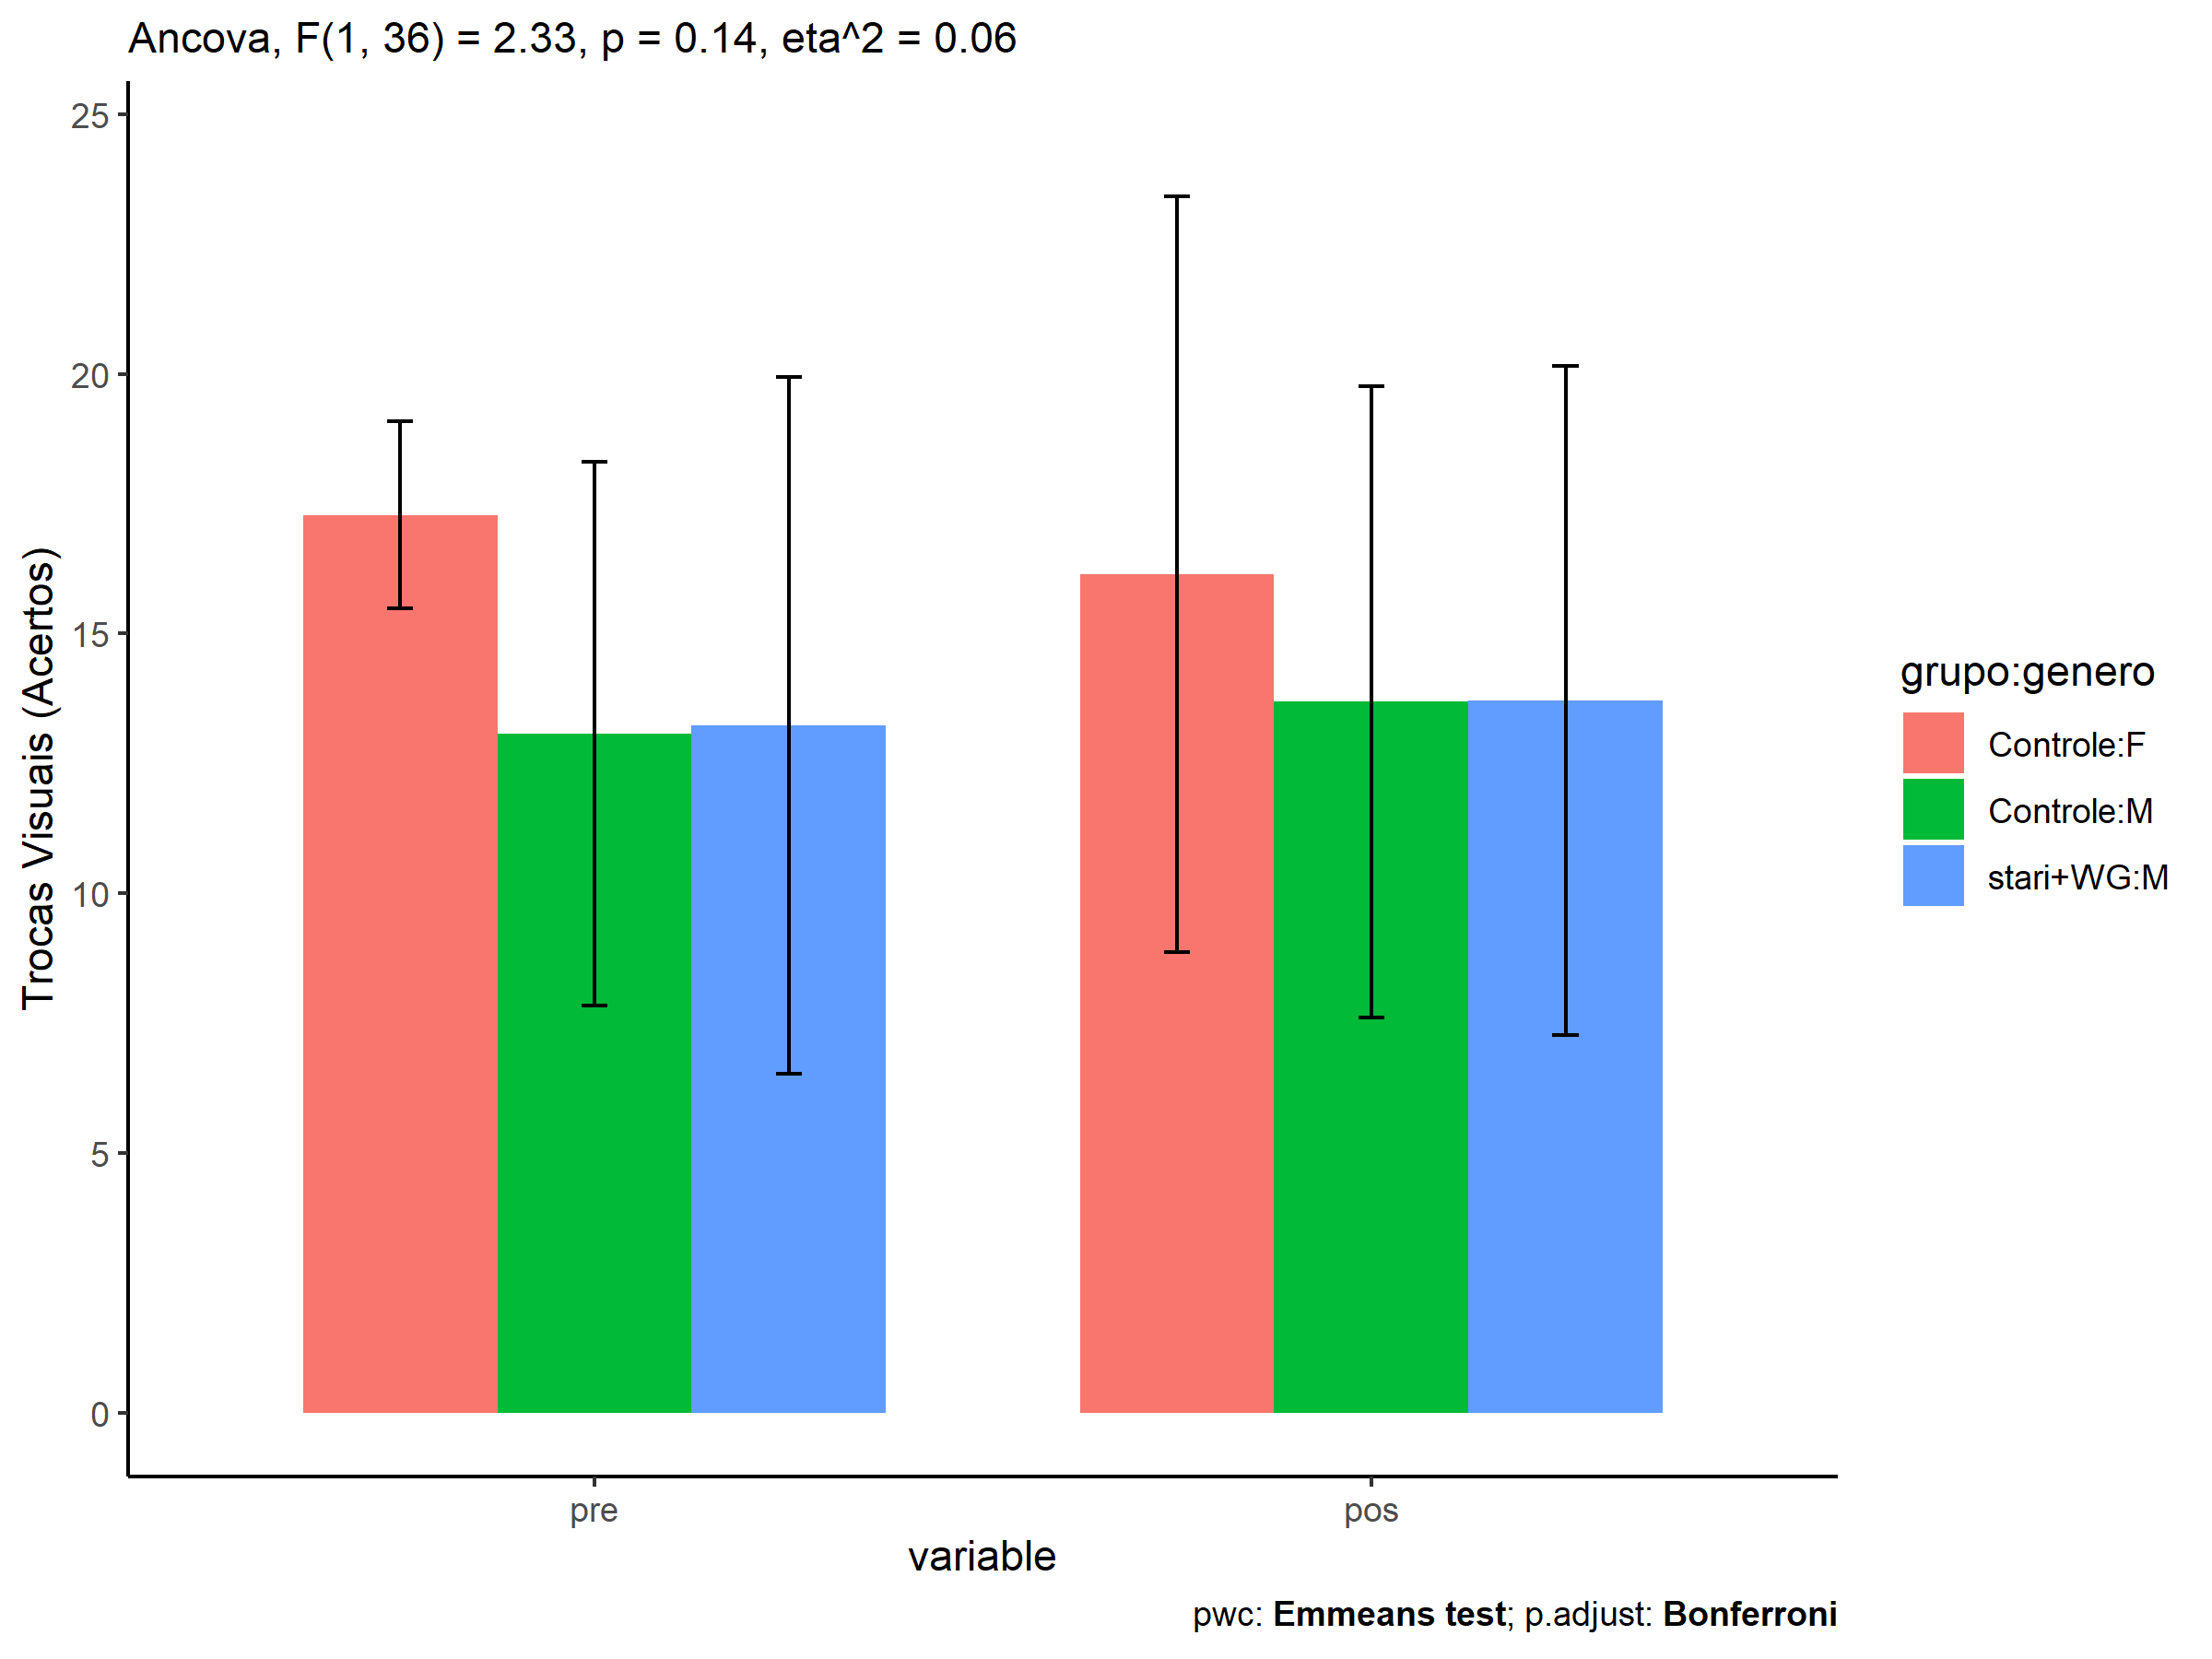 Ancova, F(1, 36) = 2.33, p = 0.14, eta^2 = 0.06
Trocas Visuais (Acertos)
25
20
15
10
5
0
pre
pos
variable
grupo:genero
Controle:F
Controle:M
stari+WG:M
pwc: Emmeans test; p.adjust: Bonferroni